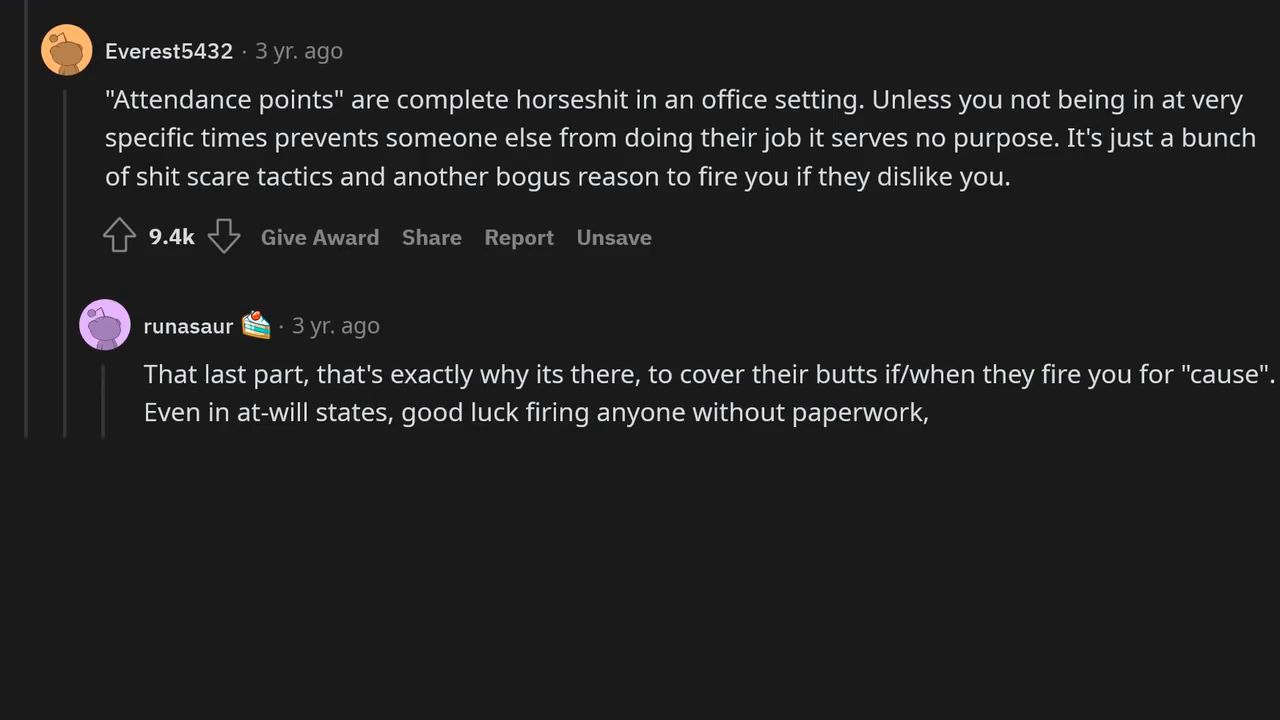 Everest5432 · 3 yr. ago
"Attendance points" are complete horseshit in an office setting. Unless you not being in at very
specific times prevents someone else from doing their job it serves no purpose. It's just a bunch
of shit scare tactics and another bogus reason to fire you if they dislike you.
9.4k Give Award Share Report Unsave
runasaur 🍰 · 3 yr. ago
That last part, that's exactly why its there, to cover their butts if/when they fire you for "cause".
Even in at-will states, good luck firing anyone without paperwork,